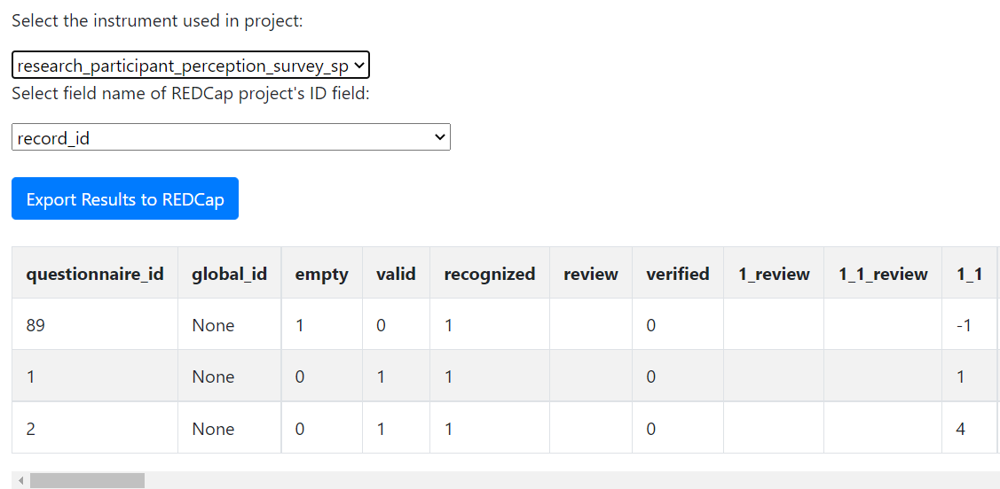 Select the instrument used in project:
research_participant_perception_survey_sp
Select field name of REDCap project's ID field:
record_id
Export Results to REDCap
questionnaire_id global_id empty valid recognized review verified 1_review 1_1_review 1_1
89 None 1 0 1 0 -1
1 None 0 1 1 0 1
2 None 0 1 1 0 4